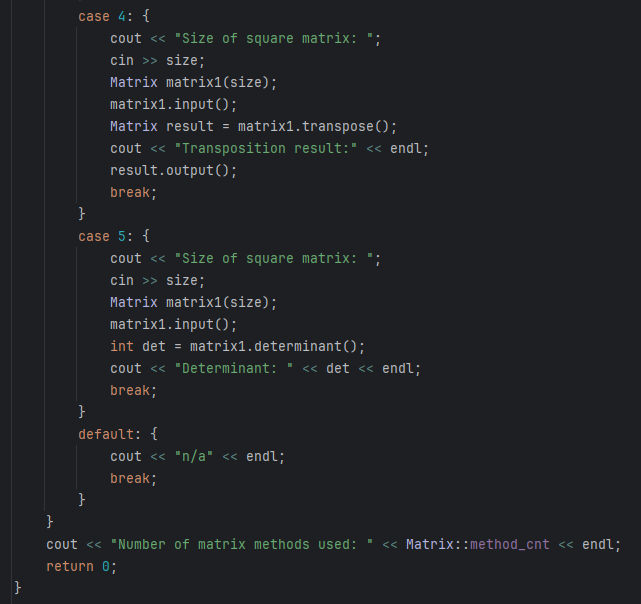 case 4: {
cout << "Size of square matrix: ";
cin >> size;
Matrix matrix1(size);
matrix1.input();
Matrix result = matrix1.transpose();
cout << "Transposition result:" << endl;
result.output();
break;
}
case 5: {
cout << "Size of square matrix: ";
cin >> size;
Matrix matrix1(size);
matrix1.input();
int det = matrix1.determinant();
cout << "Determinant: " << det << endl;
break;
}
default: {
cout << "n/a" << endl;
break;
}
}
cout << "Number of matrix methods used: " << Matrix::method_cnt << endl;
return 0;
}